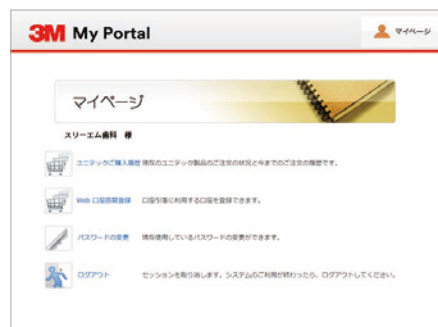 3M My Portal
マイページ
マイページ
スリーエム歯科 様
ユニテックご購入履歴 現在のユニテック製品のご注文の状況と今までのご注文の履歴です。
Web 口座振替登録 口座引落に利用する口座を登録できます。
パスワードの変更 現在使用しているパスワードの変更ができます。
ログアウト セッションを取り消します。システムのご利用が終わったら、ログアウトしてください。